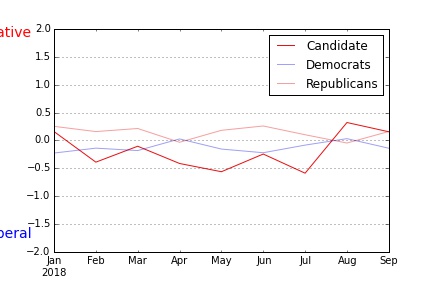 ative
2.0
1.5
1.0
0.5
0.0
−0.5
−1.0
−1.5
−2.0
beral
Candidate
Democrats
Republicans
Jan Feb Mar Apr May Jun Jul Aug Sep
2018